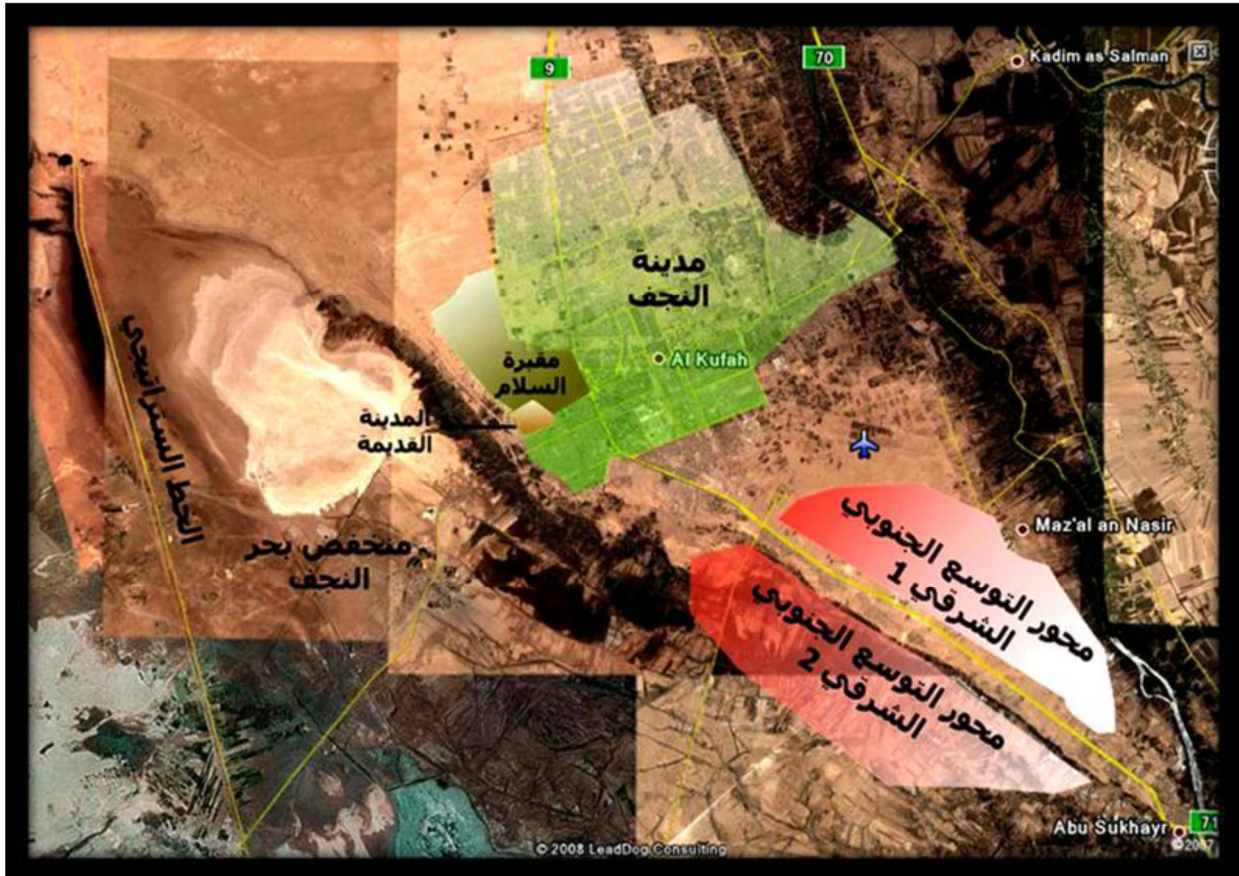 9
70
Kadim as Salman
مدينة
النجف
Al Kufah
مقبرة
السلام
المدينة
القديمة
الخط الستراتيجي
منخفض بحر
النجف
Maz'al an Nasir
محور التوسع الجنوبي
الشرقي 1
محور التوسع الجنوبي
الشرقي 2
Abu Sukhayr
71
© 2008 LeadDog Consulting
©2007